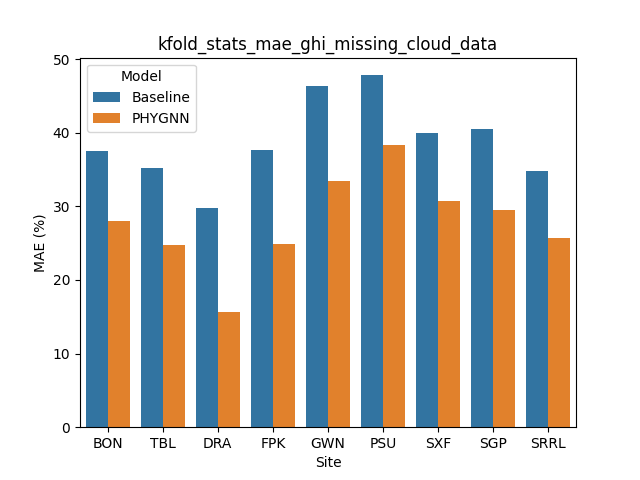 kfold_stats_mae_ghi_missing_cloud_data
Model
Baseline
PHYGNN
MAE (%)
50
40
30
20
10
0
BON TBL DRA FPK GWN PSU SXF SGP SRRL
Site